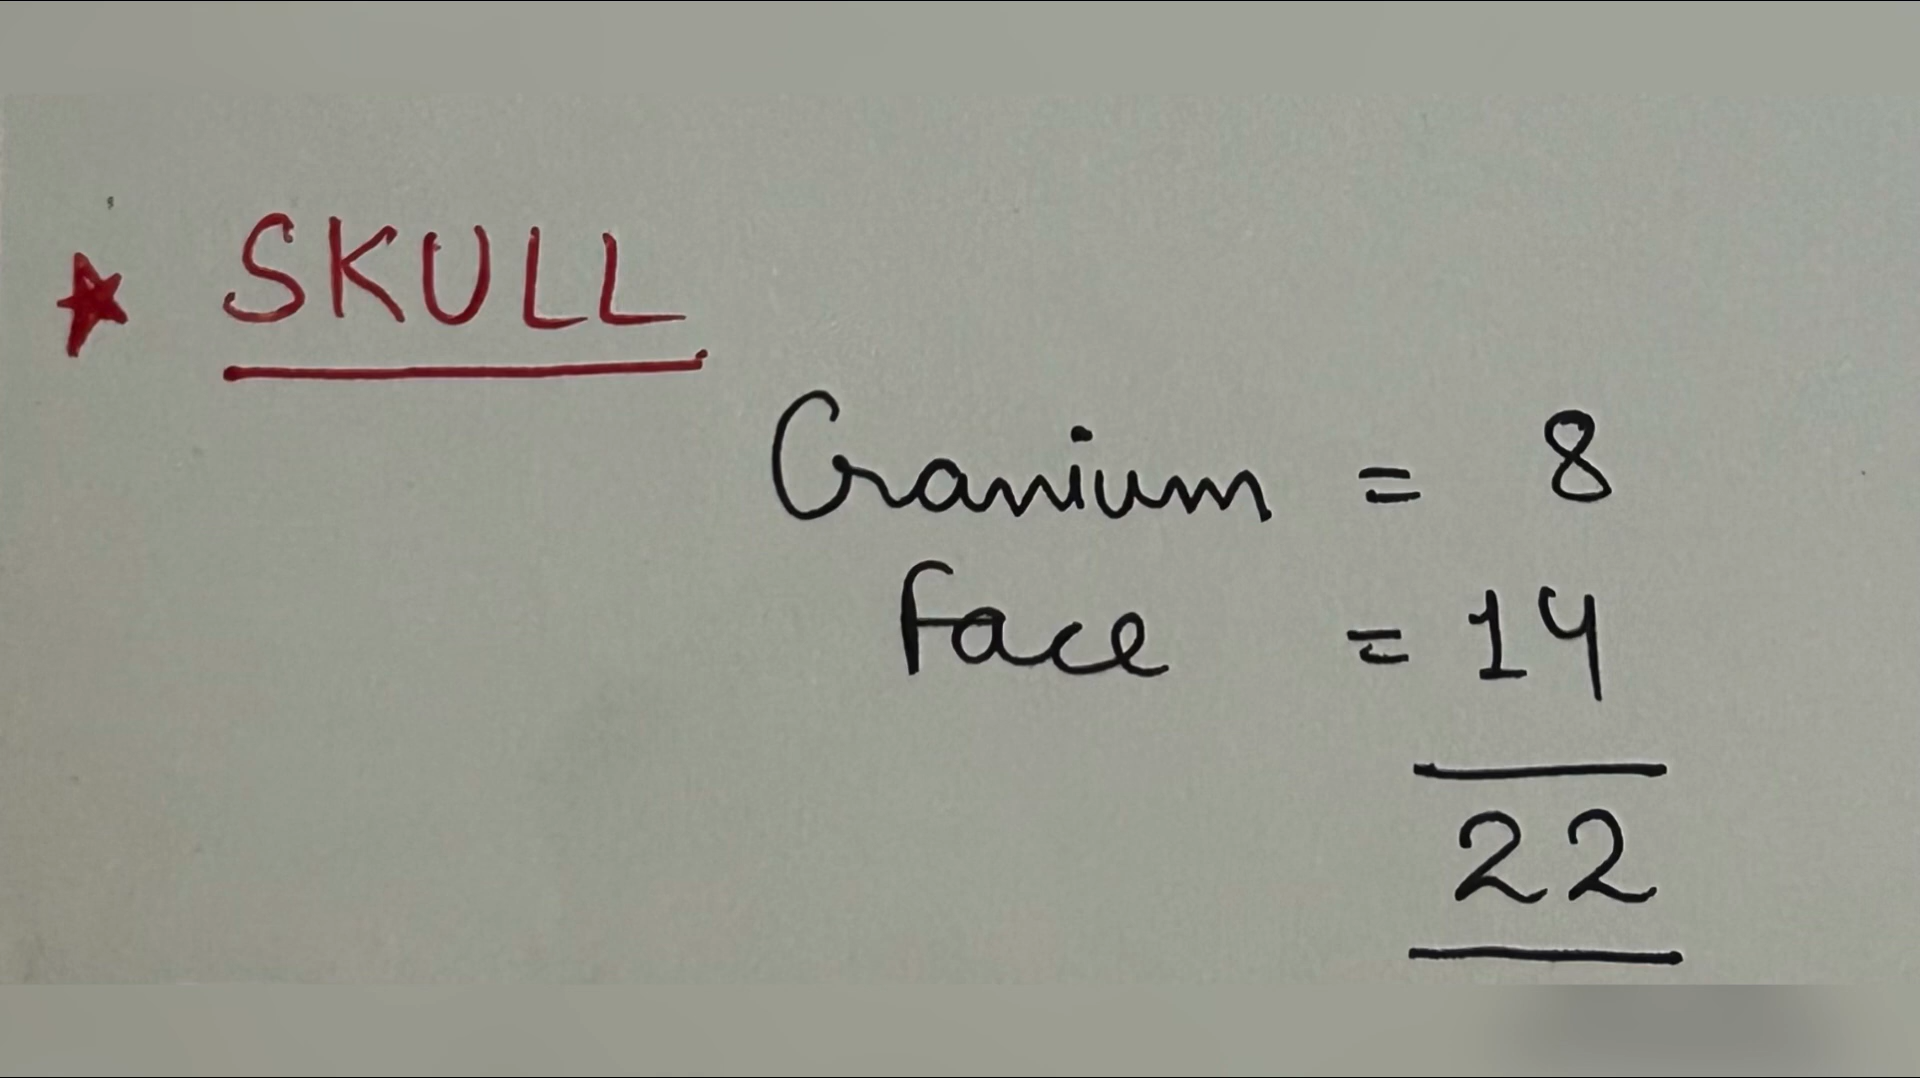 ★ SKULL
Cranium = 8
Face = 14
22